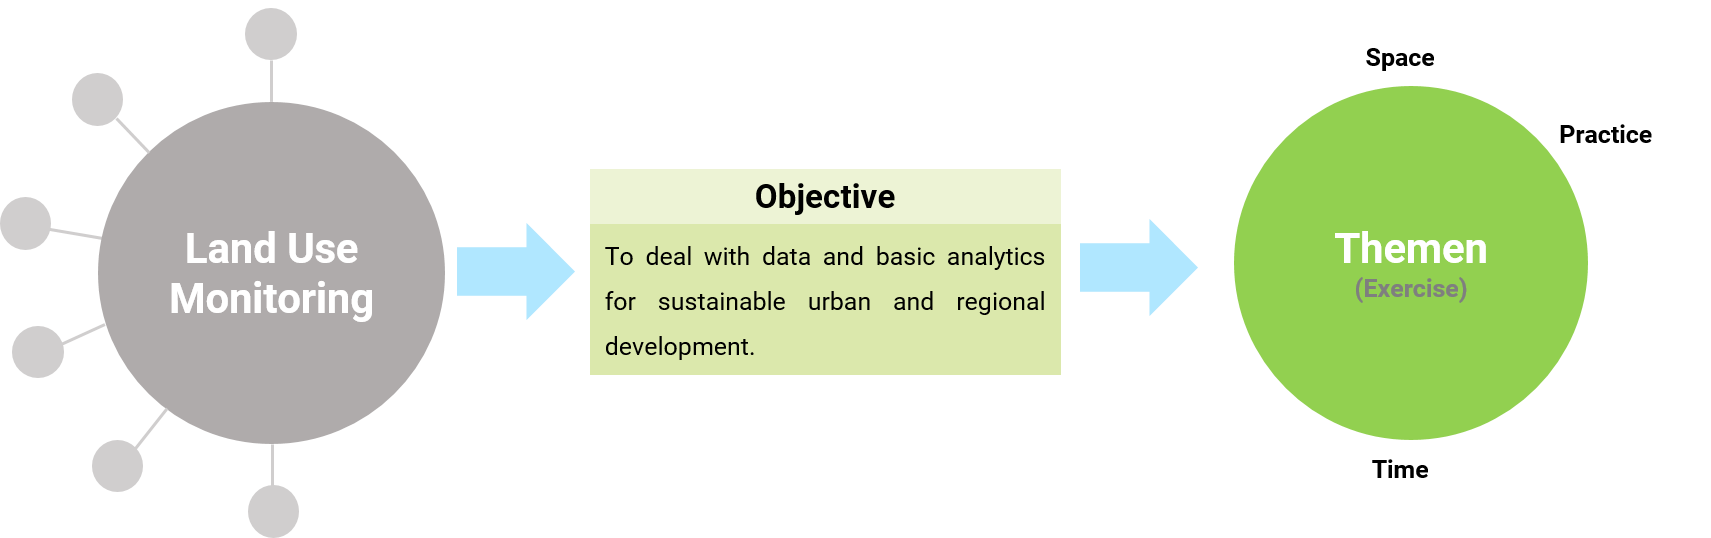 Land Use
Monitoring
Objective
To deal with data and basic analytics
for sustainable urban and regional
development.
Space
Practice
Themen
(Exercise)
Time